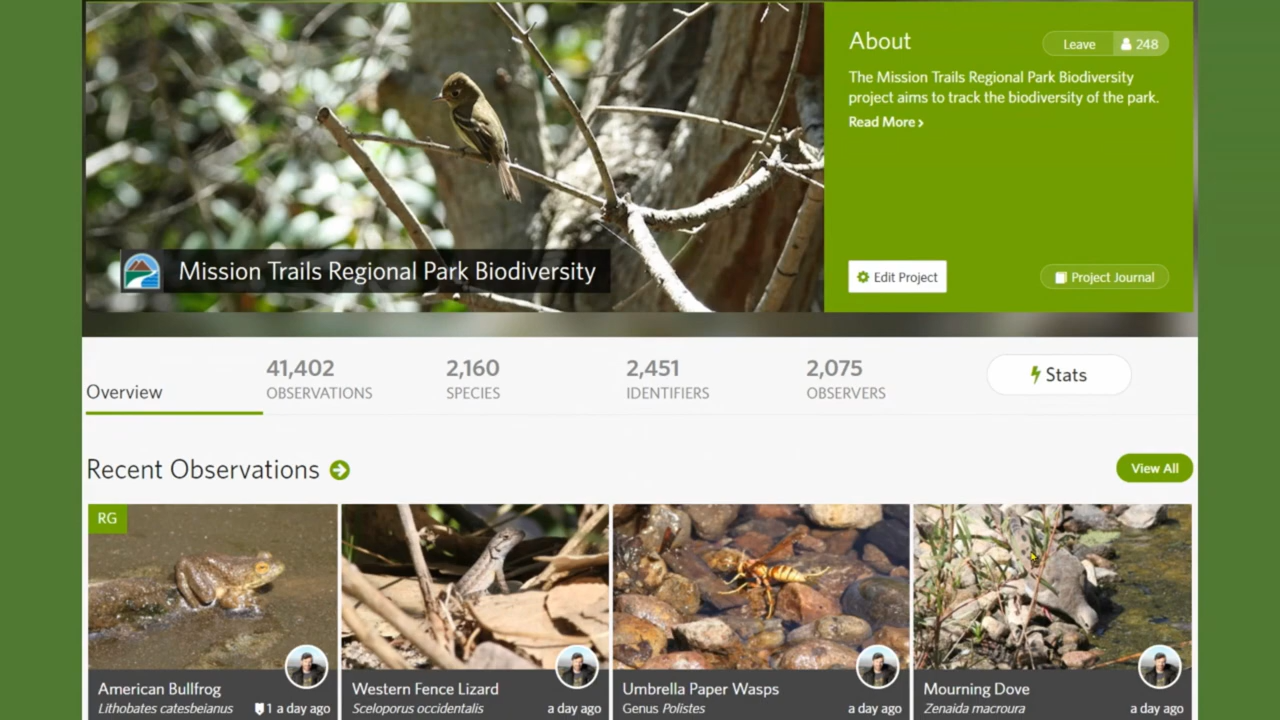 About
Leave 248
The Mission Trails Regional Park Biodiversity
project aims to track the biodiversity of the park.
Read More ›
Mission Trails Regional Park Biodiversity
Edit Project
Project Journal
Overview
41,402
OBSERVATIONS
2,160
SPECIES
2,451
IDENTIFIERS
2,075
OBSERVERS
Stats
Recent Observations
View All
RG
American Bullfrog
Lithobates catesbeianus 1 a day ago
Western Fence Lizard
Sceloporus occidentalis a day ago
Umbrella Paper Wasps
Genus Polistes a day ago
Mourning Dove
Zenaida macroura a day ago